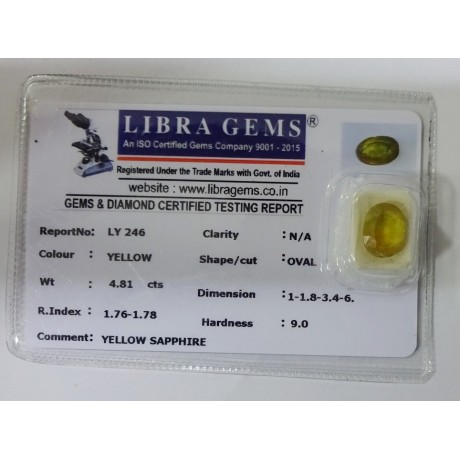 LIBRA GEMS ®
An ISO Certified Gems Company 9001 - 2015
Registered Under the Trade Marks with Govt. of India
website : www.libragems.co.in
GEMS & DIAMOND CERTIFIED TESTING REPORT
ReportNo: LY 246 Clarity : N/A
Colour : YELLOW Shape/cut : OVAL
Wt : 4.81 cts Dimension : 1-1.8-3.4-6.
R.Index : 1.76-1.78 Hardness : 9.0
Comment: YELLOW SAPPHIRE